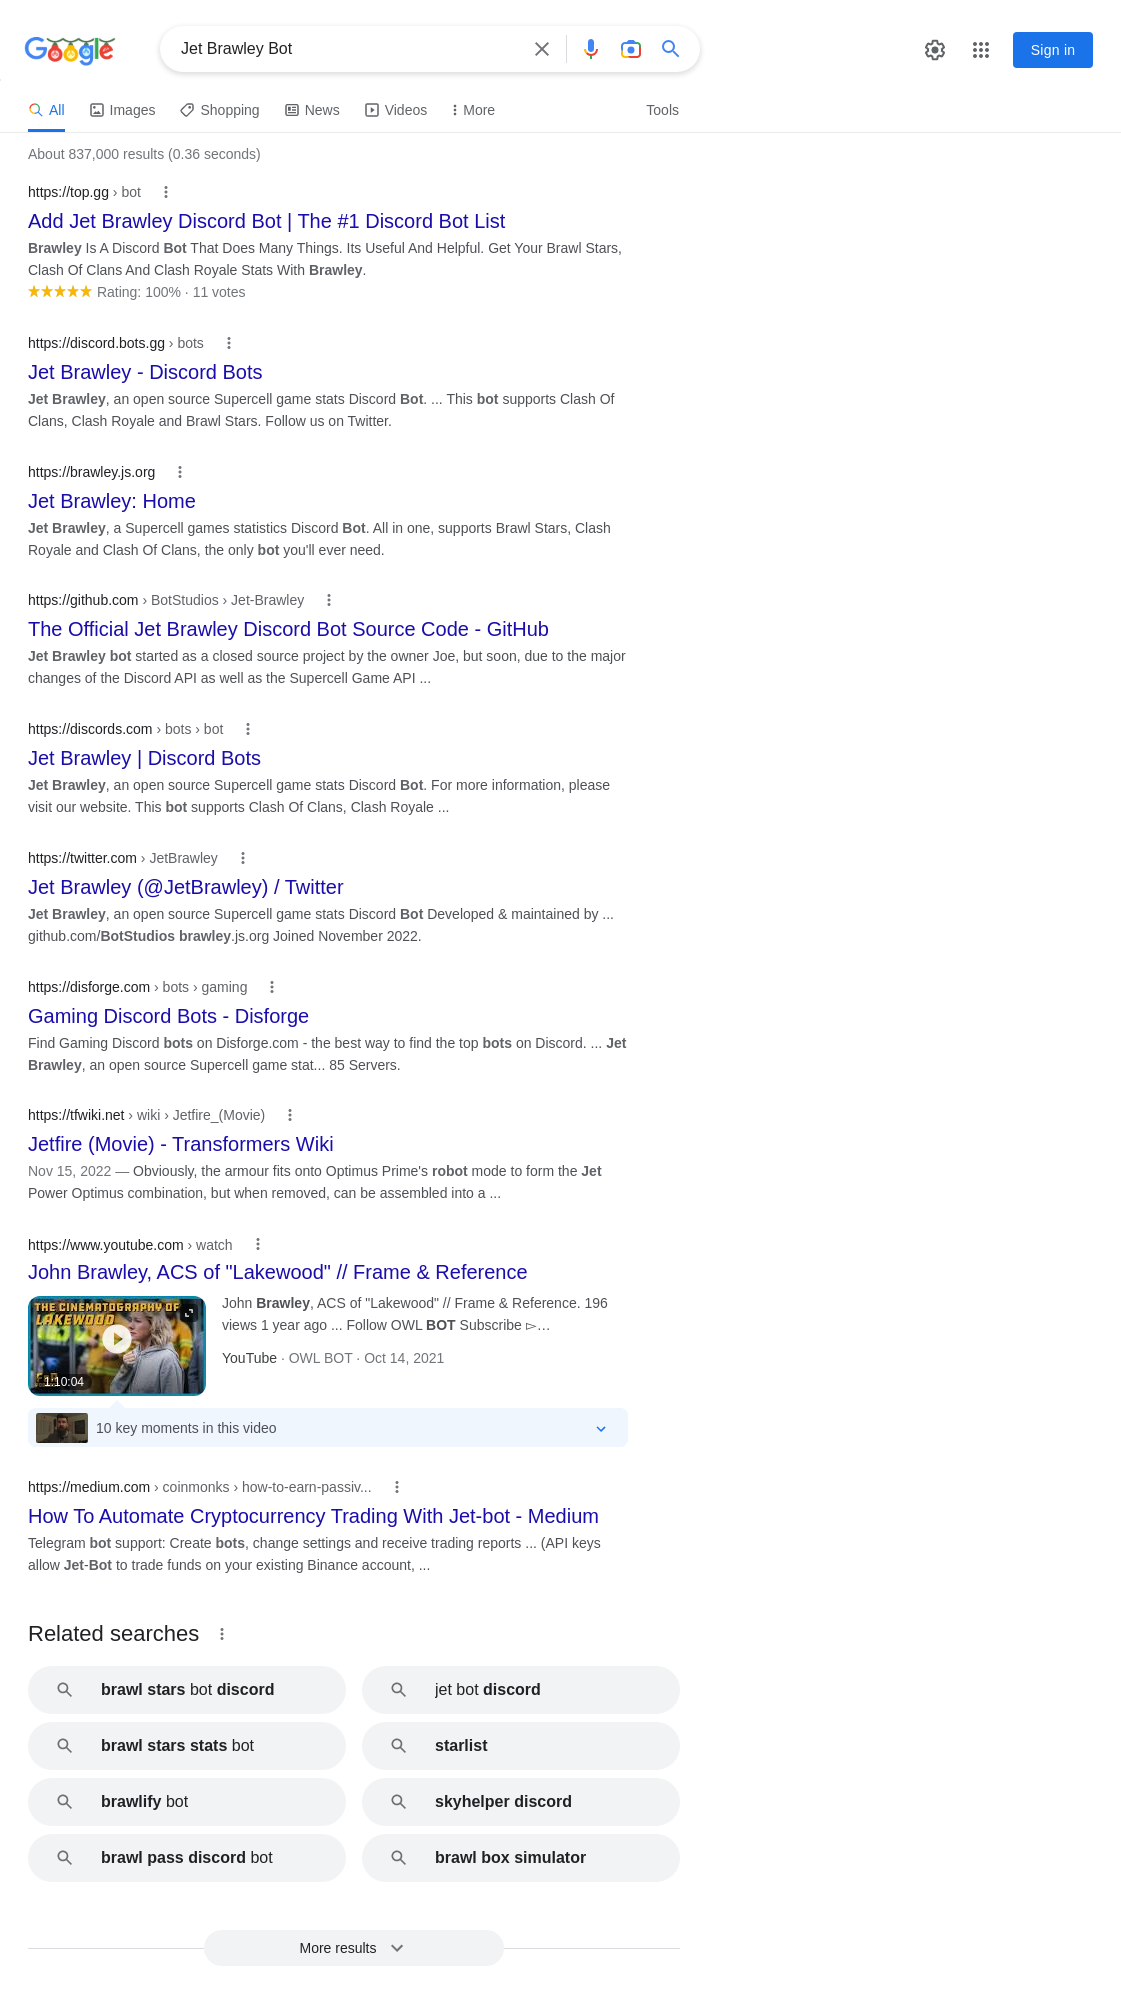 Google
Jet Brawley Bot
Sign in
All
Images
Shopping
News
Videos
More
Tools
About 837,000 results (0.36 seconds)
https://top.gg › bot
Add Jet Brawley Discord Bot | The #1 Discord Bot List
Brawley Is A Discord Bot That Does Many Things. Its Useful And Helpful. Get Your Brawl Stars,
Clash Of Clans And Clash Royale Stats With Brawley.
Rating: 100% · 11 votes
https://discord.bots.gg › bots
Jet Brawley - Discord Bots
Jet Brawley, an open source Supercell game stats Discord Bot. ... This bot supports Clash Of
Clans, Clash Royale and Brawl Stars. Follow us on Twitter.
https://brawley.js.org
Jet Brawley: Home
Jet Brawley, a Supercell games statistics Discord Bot. All in one, supports Brawl Stars, Clash
Royale and Clash Of Clans, the only bot you'll ever need.
https://github.com › BotStudios › Jet-Brawley
The Official Jet Brawley Discord Bot Source Code - GitHub
Jet Brawley bot started as a closed source project by the owner Joe, but soon, due to the major
changes of the Discord API as well as the Supercell Game API ...
https://discords.com › bots › bot
Jet Brawley | Discord Bots
Jet Brawley, an open source Supercell game stats Discord Bot. For more information, please
visit our website. This bot supports Clash Of Clans, Clash Royale ...
https://twitter.com › JetBrawley
Jet Brawley (@JetBrawley) / Twitter
Jet Brawley, an open source Supercell game stats Discord Bot Developed & maintained by ...
github.com/BotStudios brawley.js.org Joined November 2022.
https://disforge.com › bots › gaming
Gaming Discord Bots - Disforge
Find Gaming Discord bots on Disforge.com - the best way to find the top bots on Discord. ... Jet
Brawley, an open source Supercell game stat... 85 Servers.
https://tfwiki.net › wiki › Jetfire_(Movie)
Jetfire (Movie) - Transformers Wiki
Nov 15, 2022 — Obviously, the armour fits onto Optimus Prime's robot mode to form the Jet
Power Optimus combination, but when removed, can be assembled into a ...
https://www.youtube.com › watch
John Brawley, ACS of "Lakewood" // Frame & Reference
THE CINEMATOGRAPHY OF
LAKEWOOD
1:10:04
John Brawley, ACS of "Lakewood" // Frame & Reference. 196
views 1 year ago ... Follow OWL BOT Subscribe ▻…
YouTube · OWL BOT · Oct 14, 2021
10 key moments in this video
https://medium.com › coinmonks › how-to-earn-passiv...
How To Automate Cryptocurrency Trading With Jet-bot - Medium
Telegram bot support: Create bots, change settings and receive trading reports ... (API keys
allow Jet-Bot to trade funds on your existing Binance account, ...
Related searches
brawl stars bot discord
jet bot discord
brawl stars stats bot
starlist
brawlify bot
skyhelper discord
brawl pass discord bot
brawl box simulator
More results